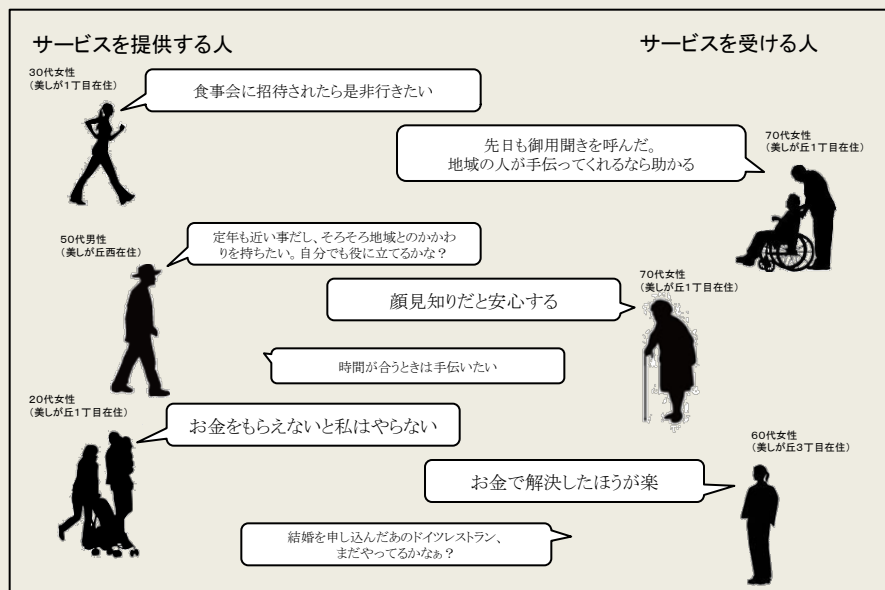 サービスを提供する人
サービスを受ける人
30代女性
（美しが1丁目在住）
食事会に招待されたら是非行きたい
先日も御用聞きを呼んだ。
地域の人が手伝ってくれるなら助かる
70代女性
（美しが丘1丁目在住）
50代男性
（美しが丘西在住）
定年も近い事だし、そろそろ地域とのかかわ
りを持ちたい。自分でも役に立てるかな？
顔見知りだと安心する
70代女性
（美しが丘1丁目在住）
時間が合うときは手伝いたい
20代女性
（美しが丘1丁目在住）
お金をもらえないと私はやらない
お金で解決したほうが楽
60代女性
（美しが丘3丁目在住）
結婚を申し込んだあのドイツレストラン、
まだやってるかなぁ？